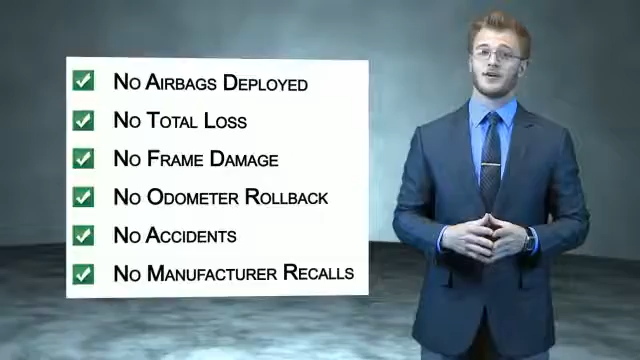 No Airbags Deployed
No Total Loss
No Frame Damage
No Odometer Rollback
No Accidents
No Manufacturer Recalls